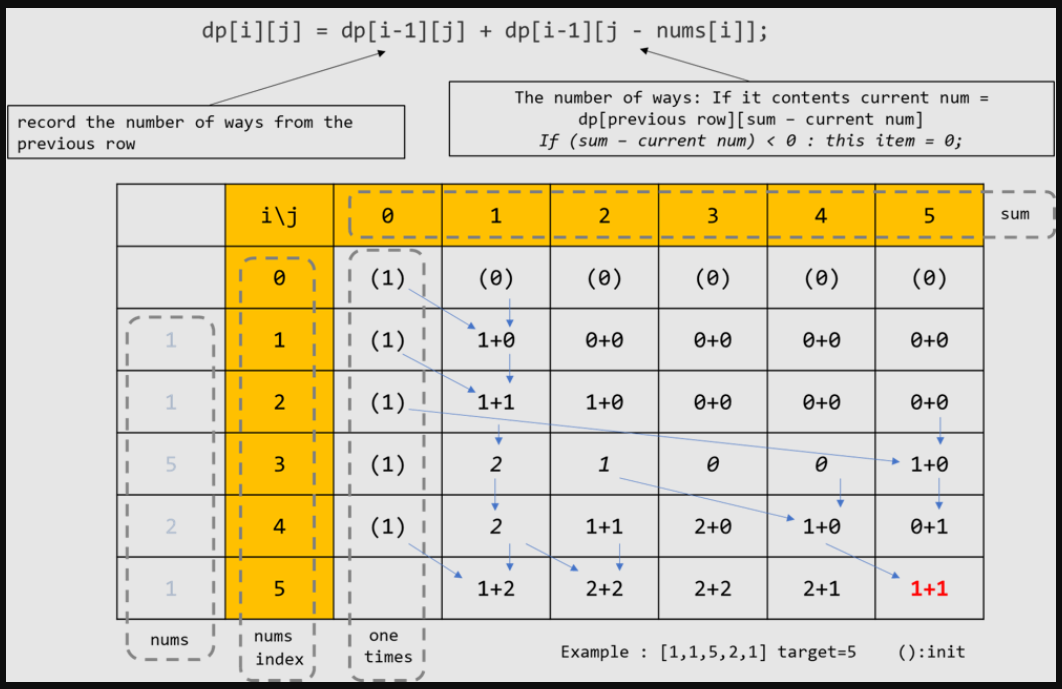 dp[i][j] = dp[i-1][j] + dp[i-1][j - nums[i]];
record the number of ways from the
previous row
The number of ways: If it contents current num =
dp[previous row][sum – current num]
If (sum – current num) < 0 : this item = 0;
i\j 0 1 2 3 4 5 sum
0 (1) (0) (0) (0) (0) (0)
1 1 (1) 1+0 0+0 0+0 0+0 0+0
1 2 (1) 1+1 1+0 0+0 0+0 0+0
5 3 (1) 2 1 0 0 1+0
2 4 (1) 2 1+1 2+0 1+0 0+1
1 5 1+2 2+2 2+2 2+1 1+1
nums
nums
index
one
times
Example : [1,1,5,2,1] target=5 ():init